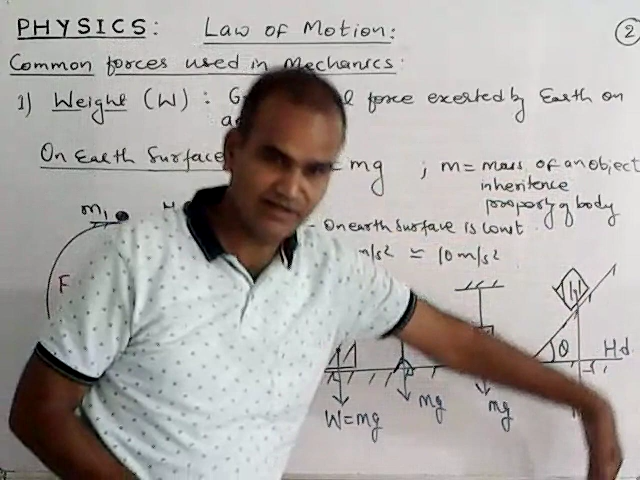 PHYSICS: Law of Motion: 2
Common forces used in Mechanics:
1) Weight (W) : force exerted by Earth on
On Earth Surface mg ; m = mass of an object
inheritence
property of body
m1 On earth surface is const.
m/s² ≃ 10 m/s²
F
θ Hd.
W=mg mg mg